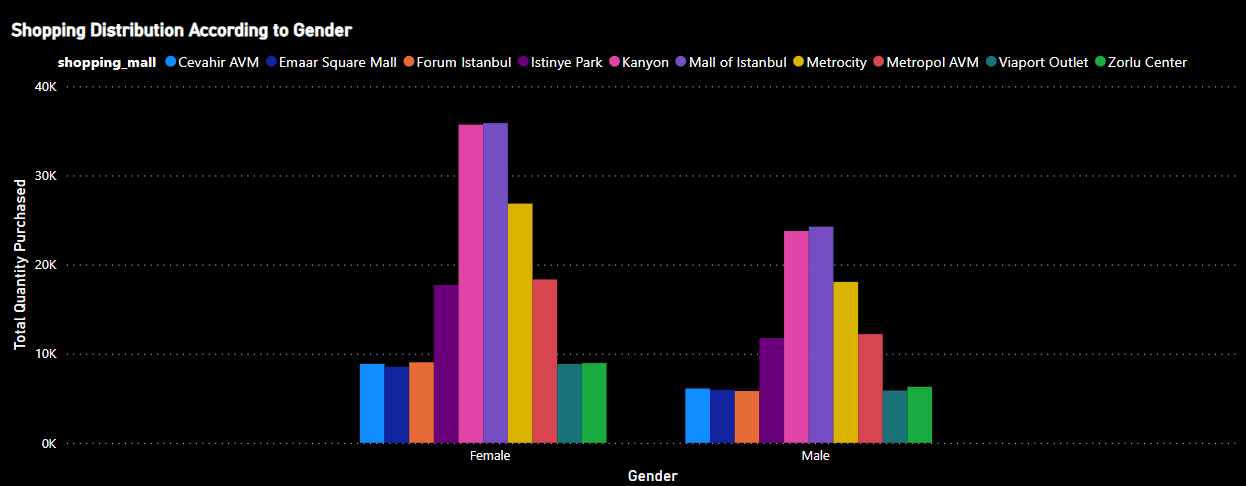 Shopping Distribution According to Gender
shopping_mall Cevahir AVM Emaar Square Mall Forum Istanbul Istinye Park Kanyon Mall of Istanbul Metrocity Metropol AVM Viaport Outlet Zorlu Center
Total Quantity Purchased
40K
30K
20K
10K
0K
Female Male
Gender